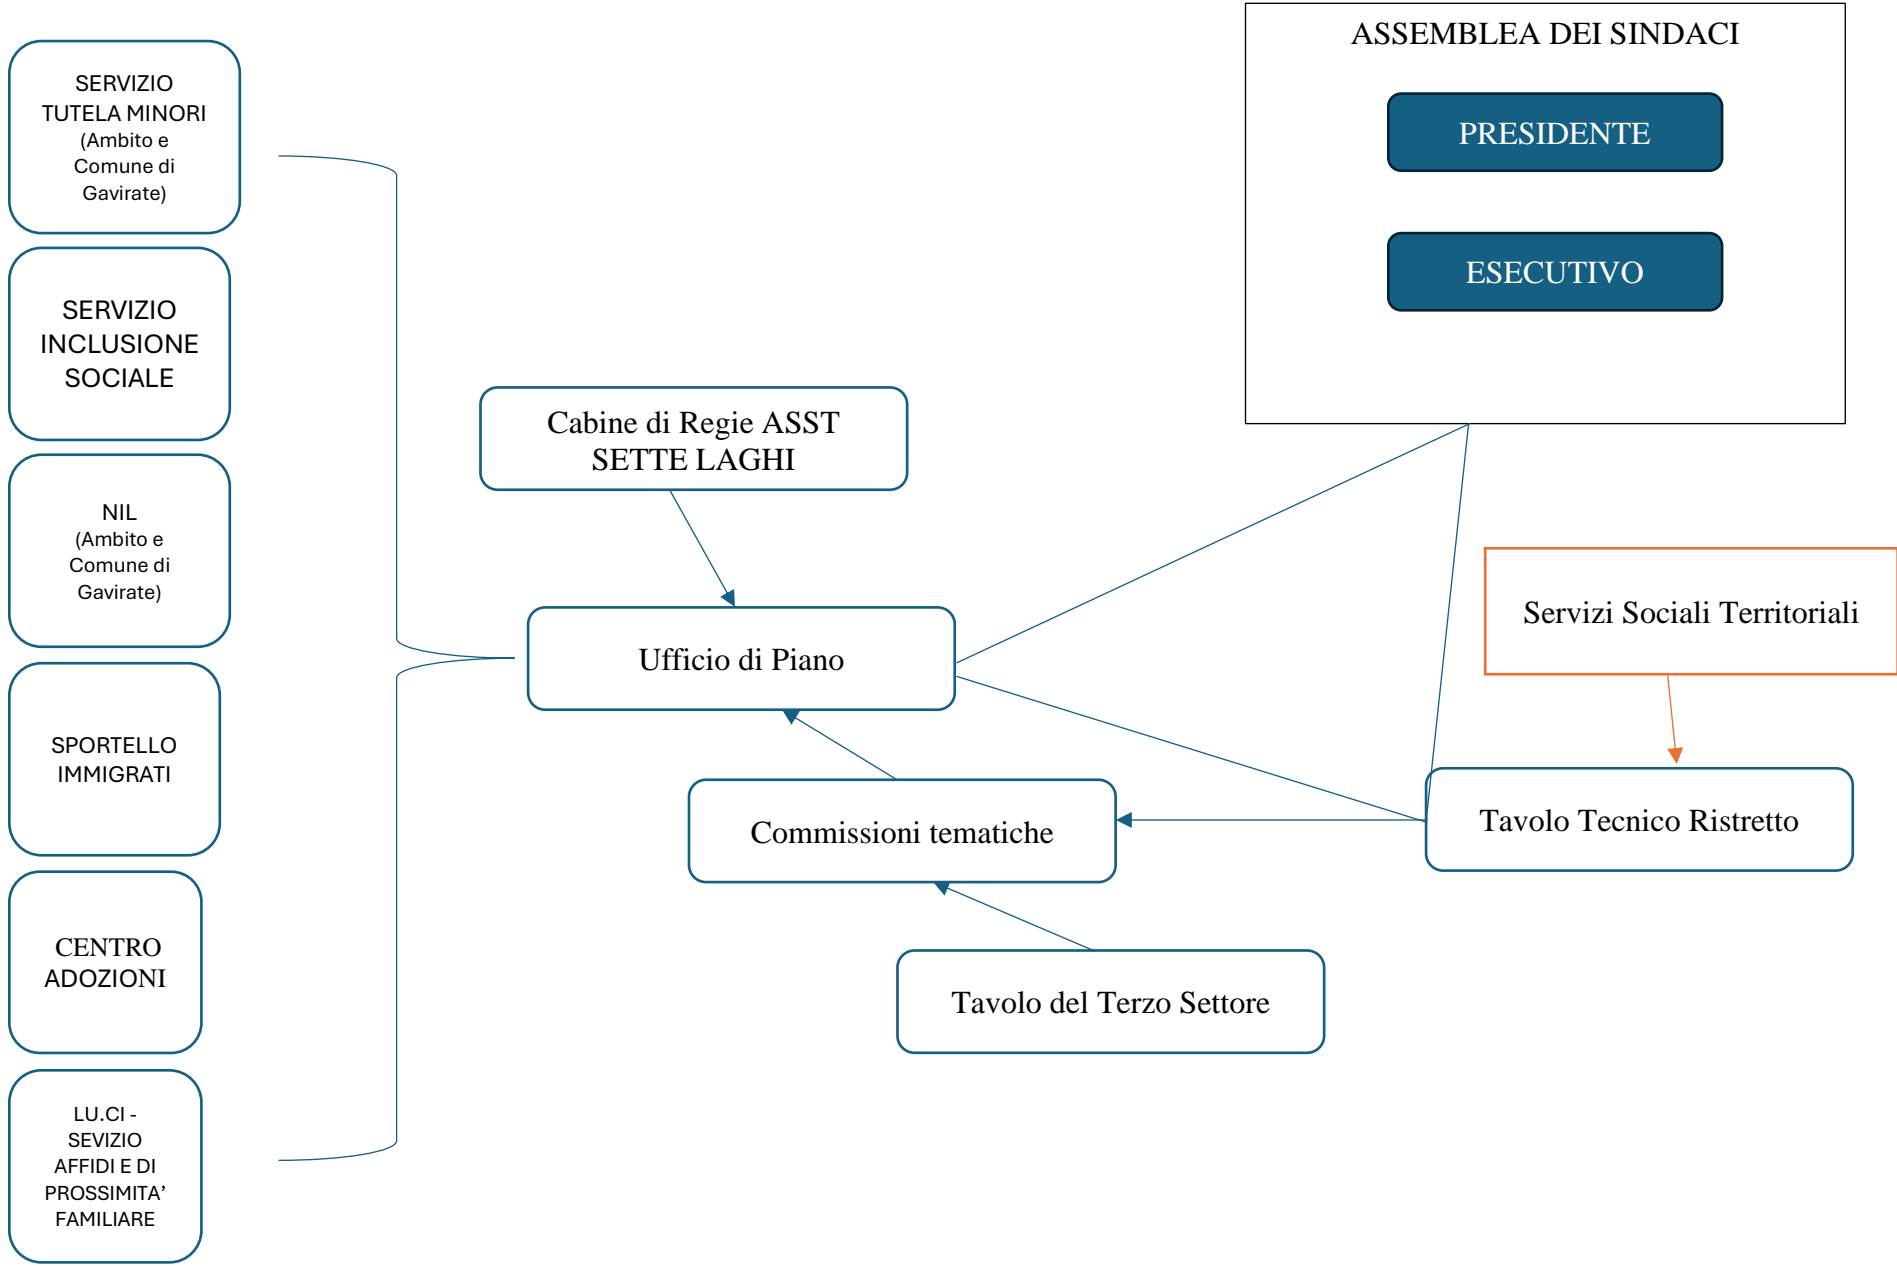 SERVIZIO
TUTELA MINORI
(Ambito e
Comune di
Gavirate)
SERVIZIO
INCLUSIONE
SOCIALE
NIL
(Ambito e
Comune di
Gavirate)
SPORTELLO
IMMIGRATI
CENTRO
ADOZIONI
LU.CI -
SEVIZIO
AFFIDI E DI
PROSSIMITA’
FAMILIARE
Cabine di Regie ASST
SETTE LAGHI
Ufficio di Piano
Commissioni tematiche
Tavolo del Terzo Settore
ASSEMBLEA DEI SINDACI
PRESIDENTE
ESECUTIVO
Servizi Sociali Territoriali
Tavolo Tecnico Ristretto